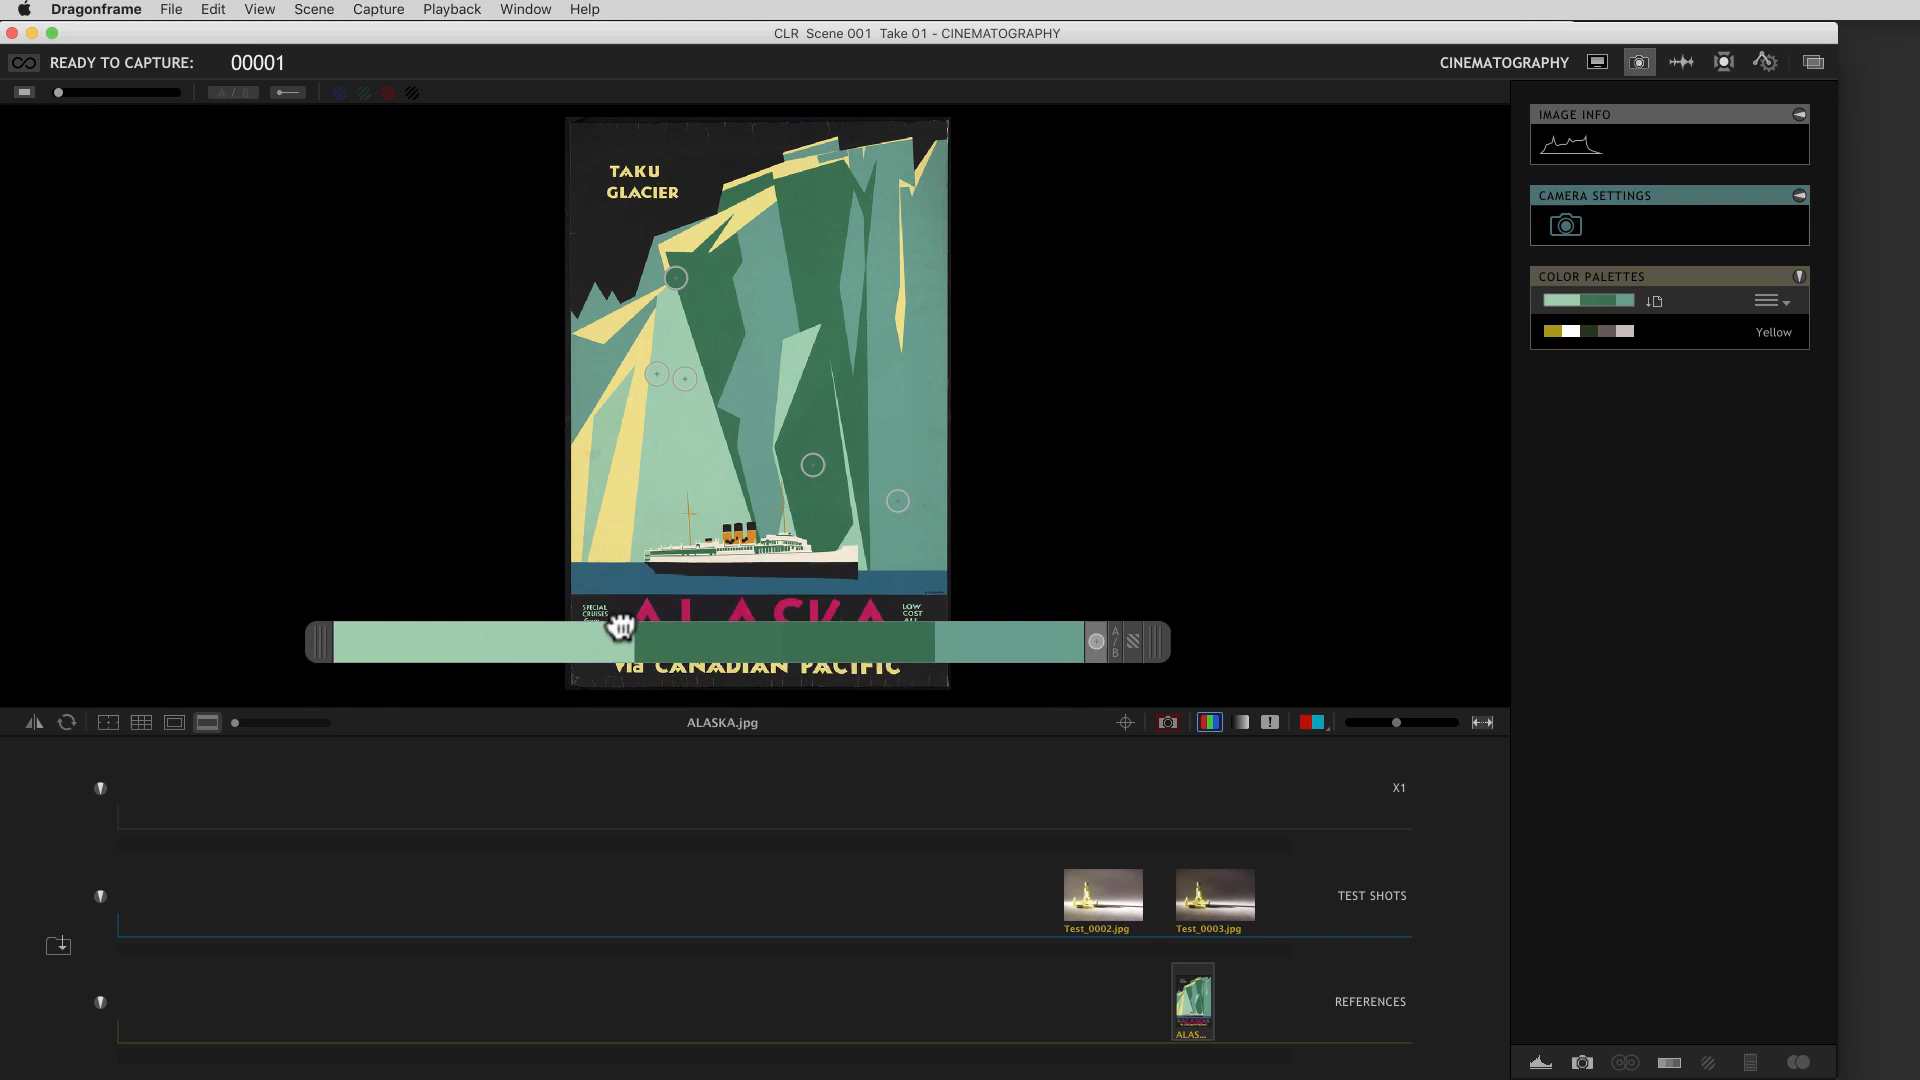 Dragonframe File Edit View Scene Capture Playback Window Help
CLR Scene 001 Take 01 - CINEMATOGRAPHY
READY TO CAPTURE: 00001
CINEMATOGRAPHY
A / B
IMAGE INFO
CAMERA SETTINGS
COLOR PALETTES
Yellow
TAKU
GLACIER
SPECIAL
CRUISES
ALASKA
LOW
COST
A / B
via CANADIAN PACIFIC
ALASKA.jpg
X1
Test_0002.jpg
Test_0003.jpg
TEST SHOTS
ALAS...
REFERENCES